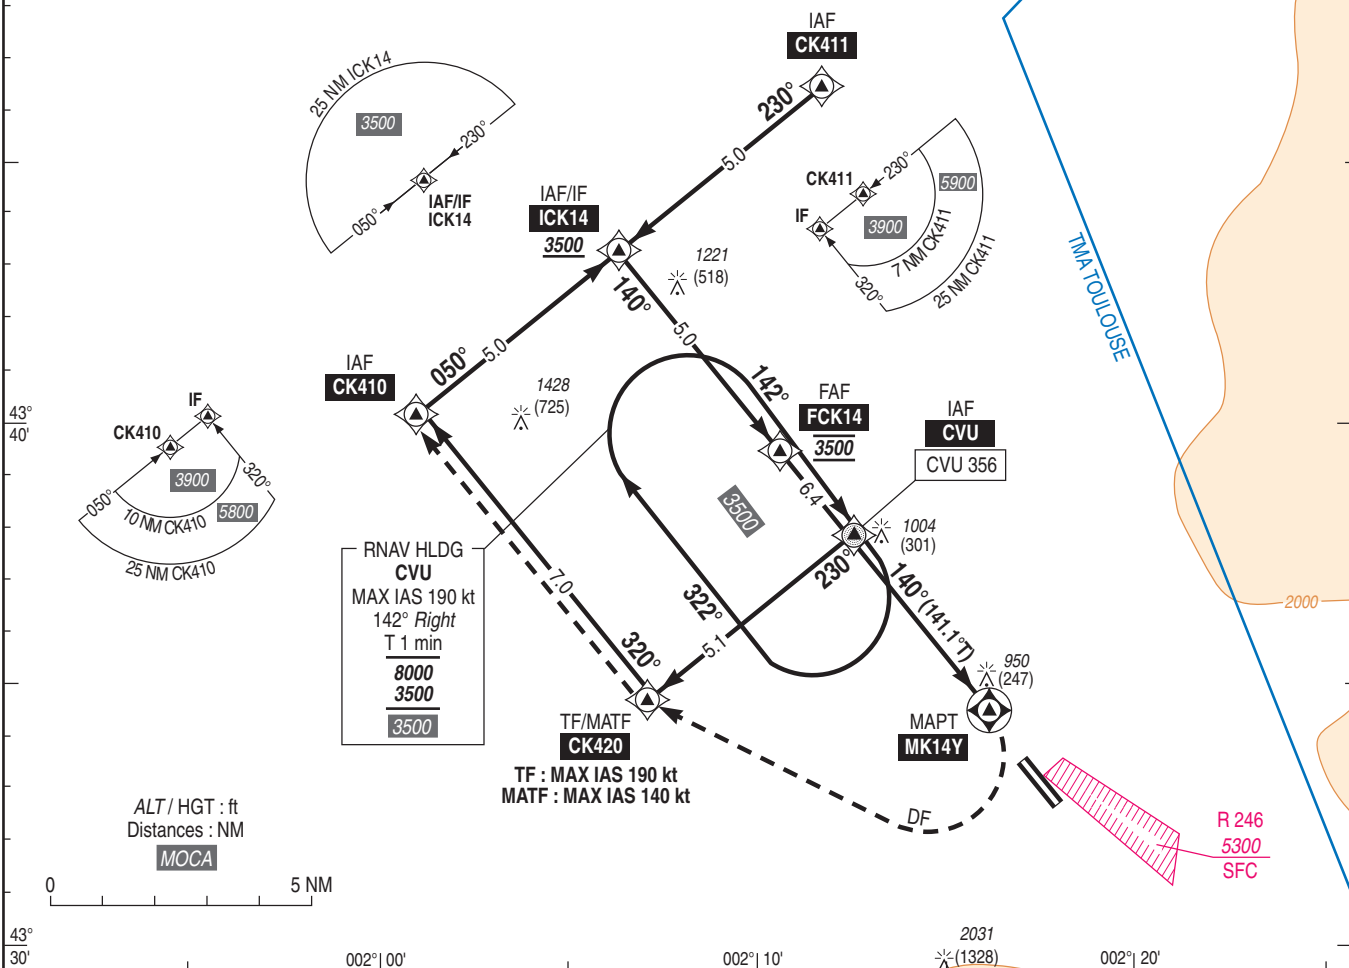 IAF
CK411
230°
5.0
25 NM ICK14
3500
230°
050°
IAF/IF
ICK14
IAF/IF
ICK14
3500
140°
5.0
1221
(518)
CK411
IF
230°
5900
3900
7 NM CK411
25 NM CK411
320°
TMA TOULOUSE
IAF
CK410
050°
5.0
1428
(725)
142°
FAF
FCK14
3500
6.4
IAF
CVU
CVU 356
1004
(301)
43°
40'
IF
CK410
050°
3900
320°
5800
10 NM CK410
25 NM CK410
3500
RNAV HLDG
CVU
MAX IAS 190 kt
142° Right
T 1 min
8000
3500
3500
7.0
320°
322°
5.1
230°
140°(141.1°T)
950
(247)
2000
TF/MATF
CK420
TF : MAX IAS 190 kt
MATF : MAX IAS 140 kt
MAPT
MK14Y
DF
R 246
5300
SFC
ALT / HGT : ft
Distances : NM
MOCA
0 5 NM
43°
30'
002° 00'
002° 10'
002° 20'
2031
(1328)